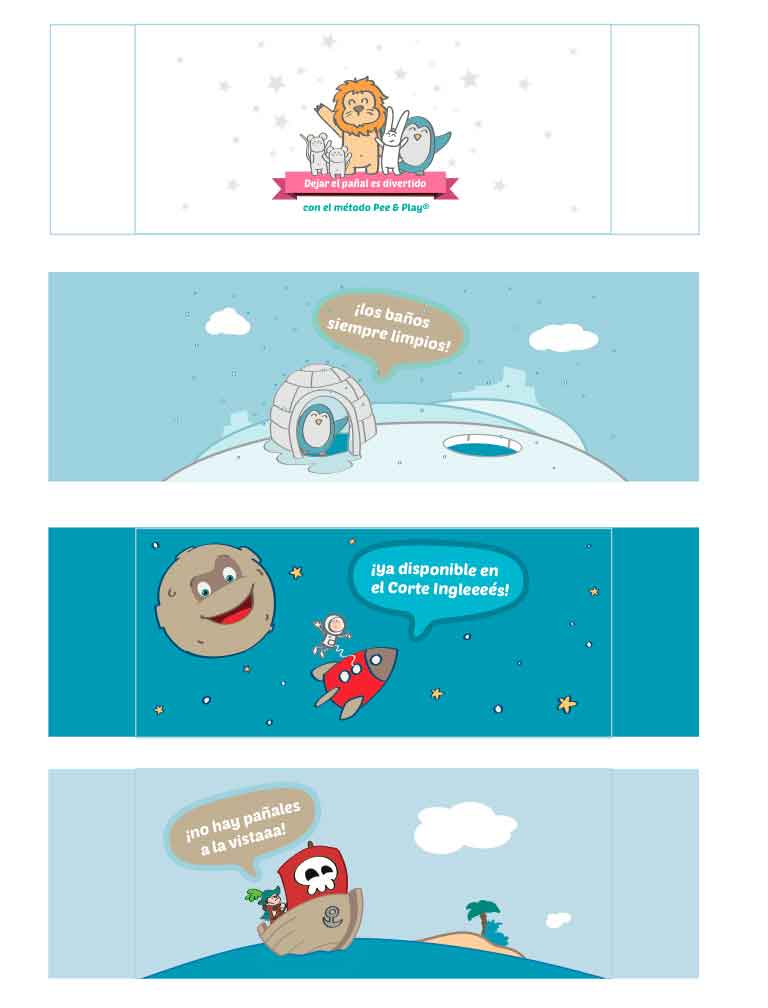 Dejar el pañal es divertido
con el método Pee & Play®
¡los baños
siempre limpios!
¡ya disponible en
el Corte Ingleeeés!
¡no hay pañales
a la vistaaa!